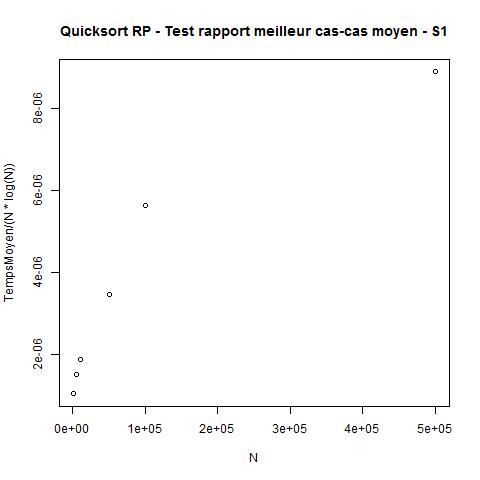 Quicksort RP - Test rapport meilleur cas-cas moyen - S1
TempsMoyen/(N * log(N))
8e-06
6e-06
4e-06
2e-06
0e+00 1e+05 2e+05 3e+05 4e+05 5e+05
N